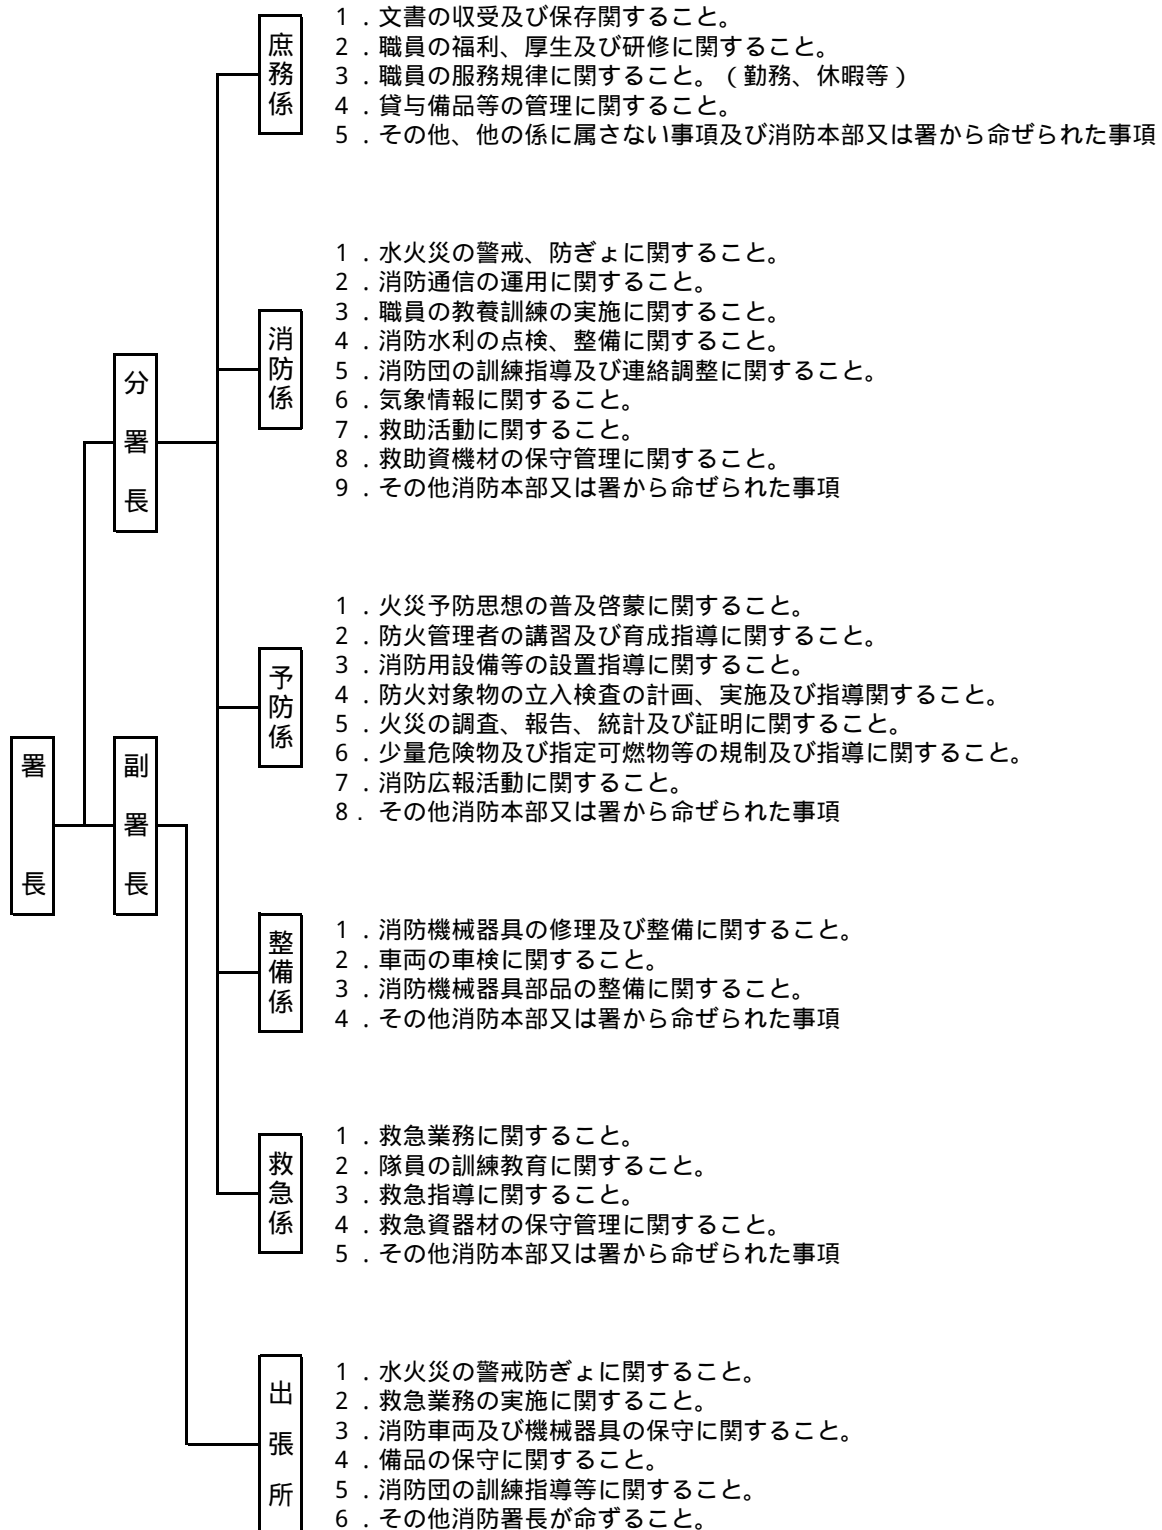 庶務係
1．文書の収受及び保存関すること。
2．職員の福利、厚生及び研修に関すること。
3．職員の服務規律に関すること。（勤務、休暇等）
4．貸与備品等の管理に関すること。
5．その他、他の係に属さない事項及び消防本部又は署から命ぜられた事項
分署長
消防係
1．水火災の警戒、防ぎょに関すること。
2．消防通信の運用に関すること。
3．職員の教養訓練の実施に関すること。
4．消防水利の点検、整備に関すること。
5．消防団の訓練指導及び連絡調整に関すること。
6．気象情報に関すること。
7．救助活動に関すること。
8．救助資機材の保守管理に関すること。
9．その他消防本部又は署から命ぜられた事項
予防係
1．火災予防思想の普及啓蒙に関すること。
2．防火管理者の講習及び育成指導に関すること。
3．消防用設備等の設置指導に関すること。
4．防火対象物の立入検査の計画、実施及び指導関すること。
5．火災の調査、報告、統計及び証明に関すること。
6．少量危険物及び指定可燃物等の規制及び指導に関すること。
7．消防広報活動に関すること。
8．その他消防本部又は署から命ぜられた事項
署長
副署長
整備係
1．消防機械器具の修理及び整備に関すること。
2．車両の車検に関すること。
3．消防機械器具部品の整備に関すること。
4．その他消防本部又は署から命ぜられた事項
救急係
1．救急業務に関すること。
2．隊員の訓練教育に関すること。
3．救急指導に関すること。
4．救急資器材の保守管理に関すること。
5．その他消防本部又は署から命ぜられた事項
出張所
1．水火災の警戒防ぎょに関すること。
2．救急業務の実施に関すること。
3．消防車両及び機械器具の保守に関すること。
4．備品の保守に関すること。
5．消防団の訓練指導等に関すること。
6．その他消防署長が命ずること。